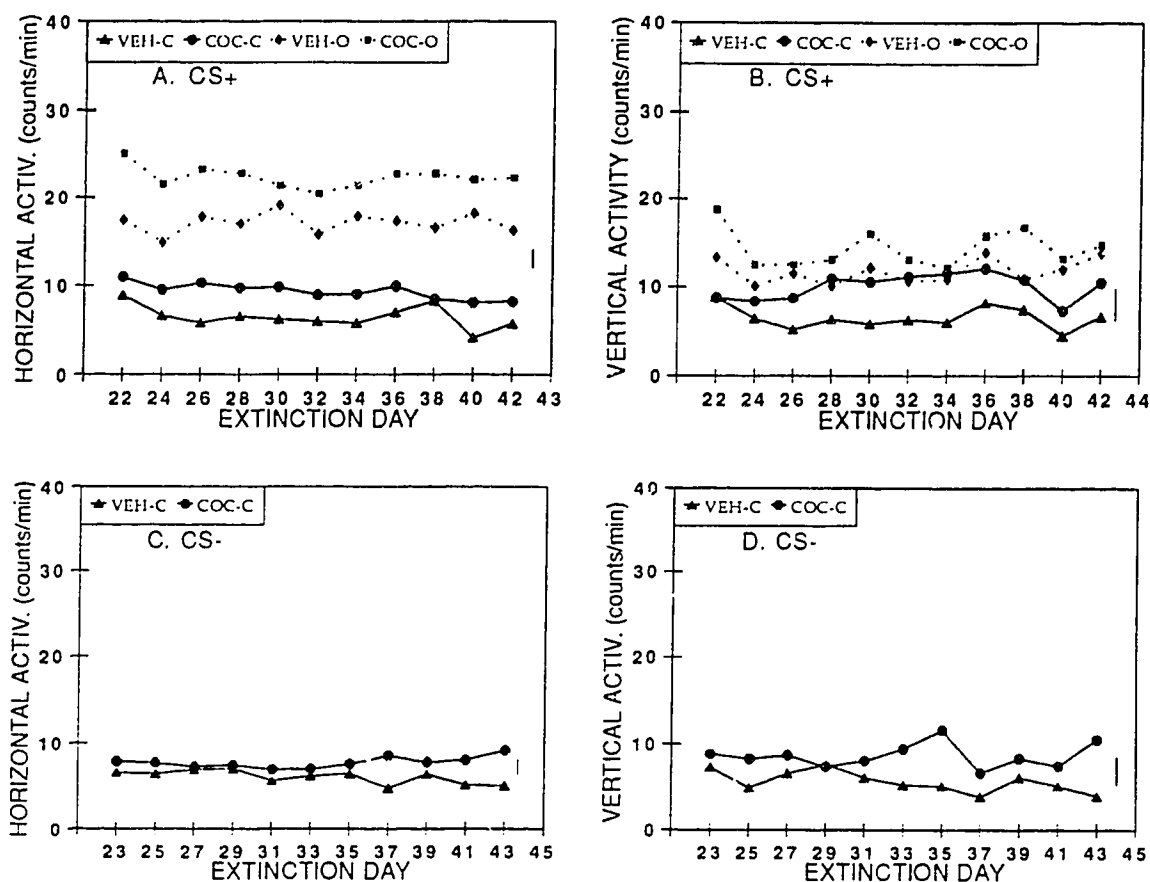 HORIZONTAL ACTIV. (counts/min)
40
30
20
10
0
VEH-C COC-C VEH-O COC-O
A. CS+
22 24 26 28 30 32 34 36 38 40 42 43
EXTINCTION DAY
VERTICAL ACTIVITY (counts/min)
40
30
20
10
0
VEH-C COC-C VEH-O COC-O
B. CS+
22 24 26 28 30 32 34 36 38 40 42 44
EXTINCTION DAY
HORIZONTAL ACTIV. (counts/min)
40
30
20
10
0
VEH-C COC-C
C. CS-
23 25 27 29 31 33 35 37 39 41 43 45
EXTINCTION DAY
VERTICAL ACTIV. (counts/min)
40
30
20
10
0
VEH-C COC-C
D. CS-
23 25 27 29 31 33 35 37 39 41 43 45
EXTINCTION DAY